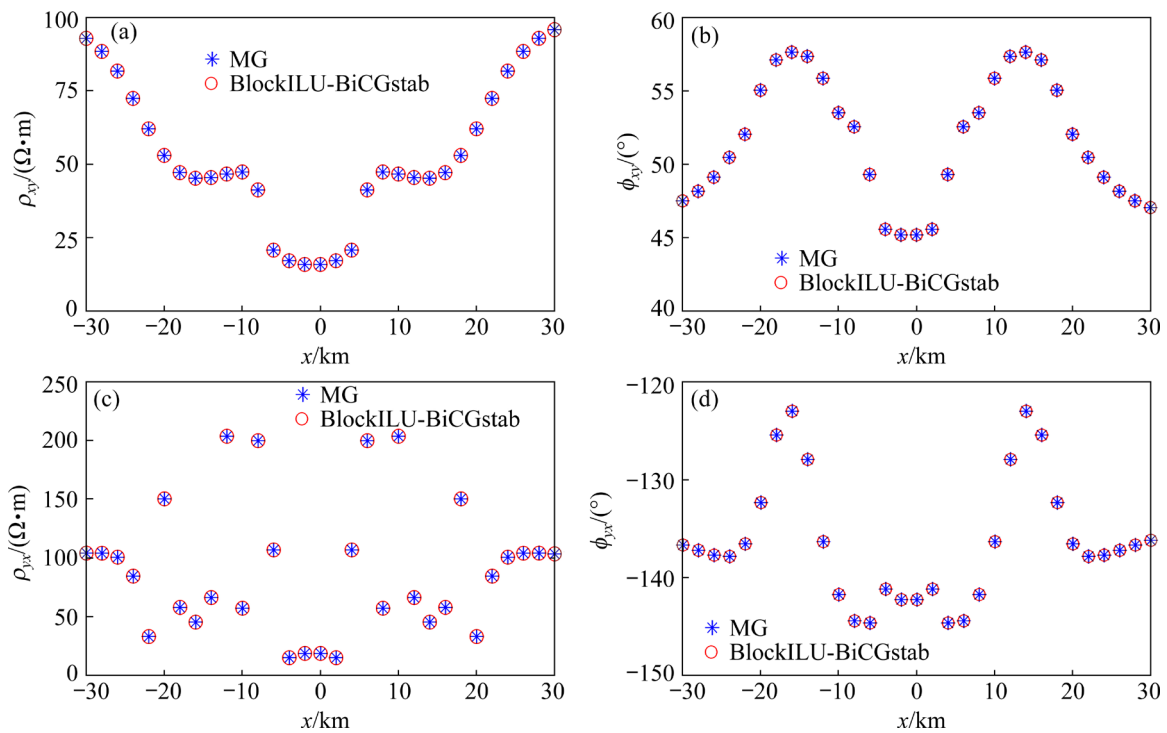 100
75
50
25
0
ρxy/(Ω•m)
(a)
MG
BlockILU-BiCGstab
−30
−20
−10
0
10
20
30
x/km
60
55
50
45
40
ϕxy/(°)
(b)
MG
BlockILU-BiCGstab
−30
−20
−10
0
10
22
30
x/km
250
200
150
100
50
0
ρyx/(Ω•m)
(c)
MG
BlockILU-BiCGstab
−30
−20
−10
0
10
20
30
x/km
−120
−130
−140
−150
ϕyx/(°)
(d)
MG
BlockILU-BiCGstab
−30
−20
−10
0
10
22
30
x/km